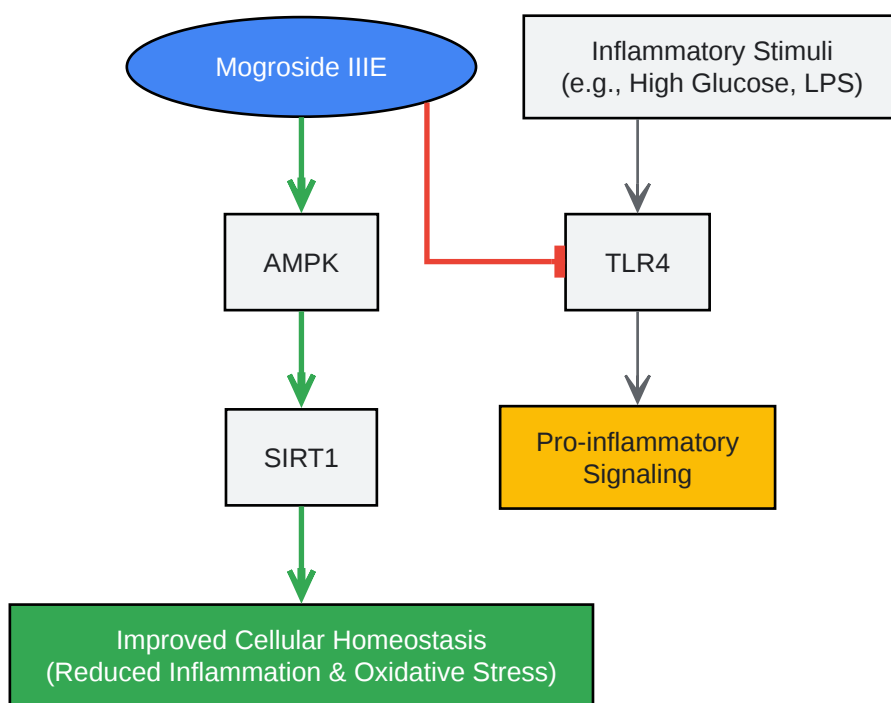 Mogroside IIIE
Inflammatory Stimuli
(e.g., High Glucose, LPS)
AMPK
TLR4
SIRT1
Pro-inflammatory
Signaling
Improved Cellular Homeostasis
(Reduced Inflammation & Oxidative Stress)